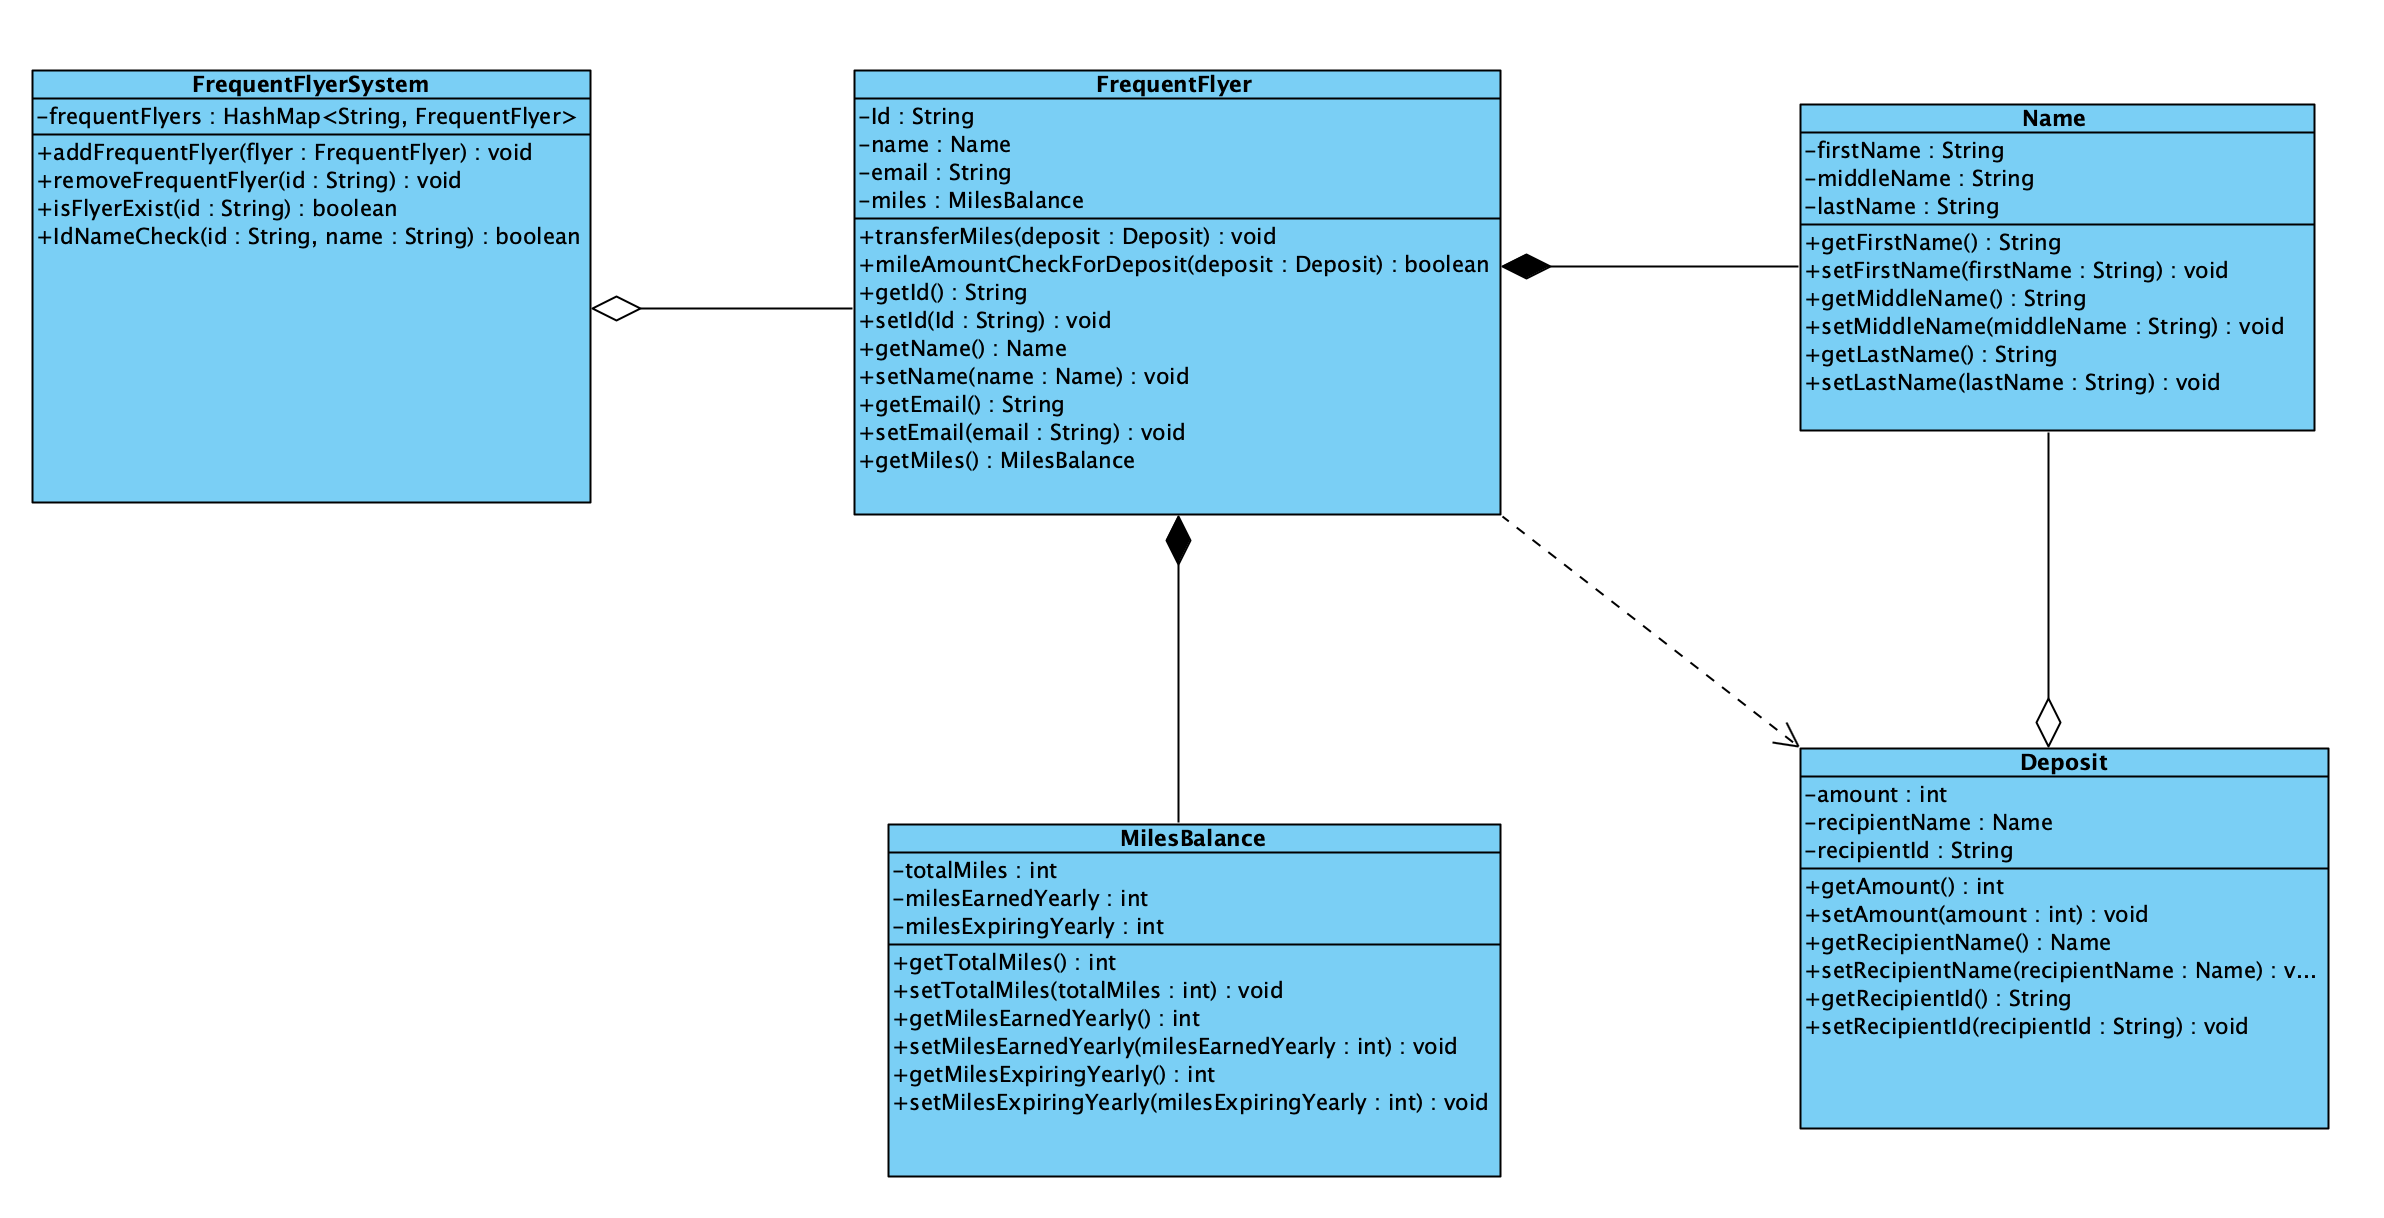 FrequentFlyerSystem
-frequentFlyers : HashMap<String, FrequentFlyer>
+addFrequentFlyer(flyer : FrequentFlyer) : void
+removeFrequentFlyer(id : String) : void
+isFlyerExist(id : String) : boolean
+IdNameCheck(id : String, name : String) : boolean
FrequentFlyer
-Id : String
-name : Name
-email : String
-miles : MilesBalance
+transferMiles(deposit : Deposit) : void
+mileAmountCheckForDeposit(deposit : Deposit) : boolean
+getId() : String
+setId(Id : String) : void
+getName() : Name
+setName(name : Name) : void
+getEmail() : String
+setEmail(email : String) : void
+getMiles() : MilesBalance
Name
-firstName : String
-middleName : String
-lastName : String
+getFirstName() : String
+setFirstName(firstName : String) : void
+getMiddleName() : String
+setMiddleName(middleName : String) : void
+getLastName() : String
+setLastName(lastName : String) : void
MilesBalance
-totalMiles : int
-milesEarnedYearly : int
-milesExpiringYearly : int
+getTotalMiles() : int
+setTotalMiles(totalMiles : int) : void
+getMilesEarnedYearly() : int
+setMilesEarnedYearly(milesEarnedYearly : int) : void
+getMilesExpiringYearly() : int
+setMilesExpiringYearly(milesExpiringYearly : int) : void
Deposit
-amount : int
-recipientName : Name
-recipientId : String
+getAmount() : int
+setAmount(amount : int) : void
+getRecipientName() : Name
+setRecipientName(recipientName : Name) : v...
+getRecipientId() : String
+setRecipientId(recipientId : String) : void